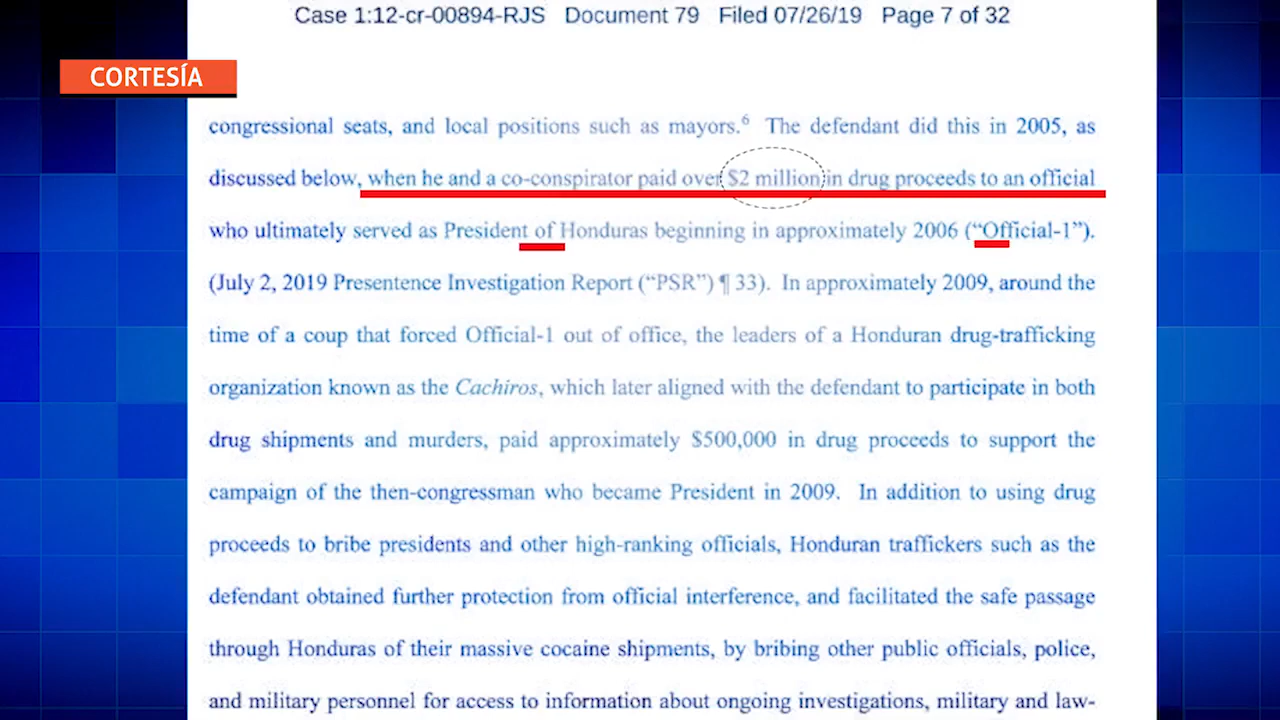 Case 1:12-cr-00894-RJS Document 79 Filed 07/26/19 Page 7 of 32
CORTESÍA
congressional seats, and local positions such as mayors.⁶ The defendant did this in 2005, as
discussed below, when he and a co-conspirator paid over $2 million in drug proceeds to an official
who ultimately served as President of Honduras beginning in approximately 2006 (“Official-1”).
(July 2, 2019 Presentence Investigation Report (“PSR”) ¶ 33). In approximately 2009, around the
time of a coup that forced Official-1 out of office, the leaders of a Honduran drug-trafficking
organization known as the Cachiros, which later aligned with the defendant to participate in both
drug shipments and murders, paid approximately $500,000 in drug proceeds to support the
campaign of the then-congressman who became President in 2009. In addition to using drug
proceeds to bribe presidents and other high-ranking officials, Honduran traffickers such as the
defendant obtained further protection from official interference, and facilitated the safe passage
through Honduras of their massive cocaine shipments, by bribing other public officials, police,
and military personnel for access to information about ongoing investigations, military and law-